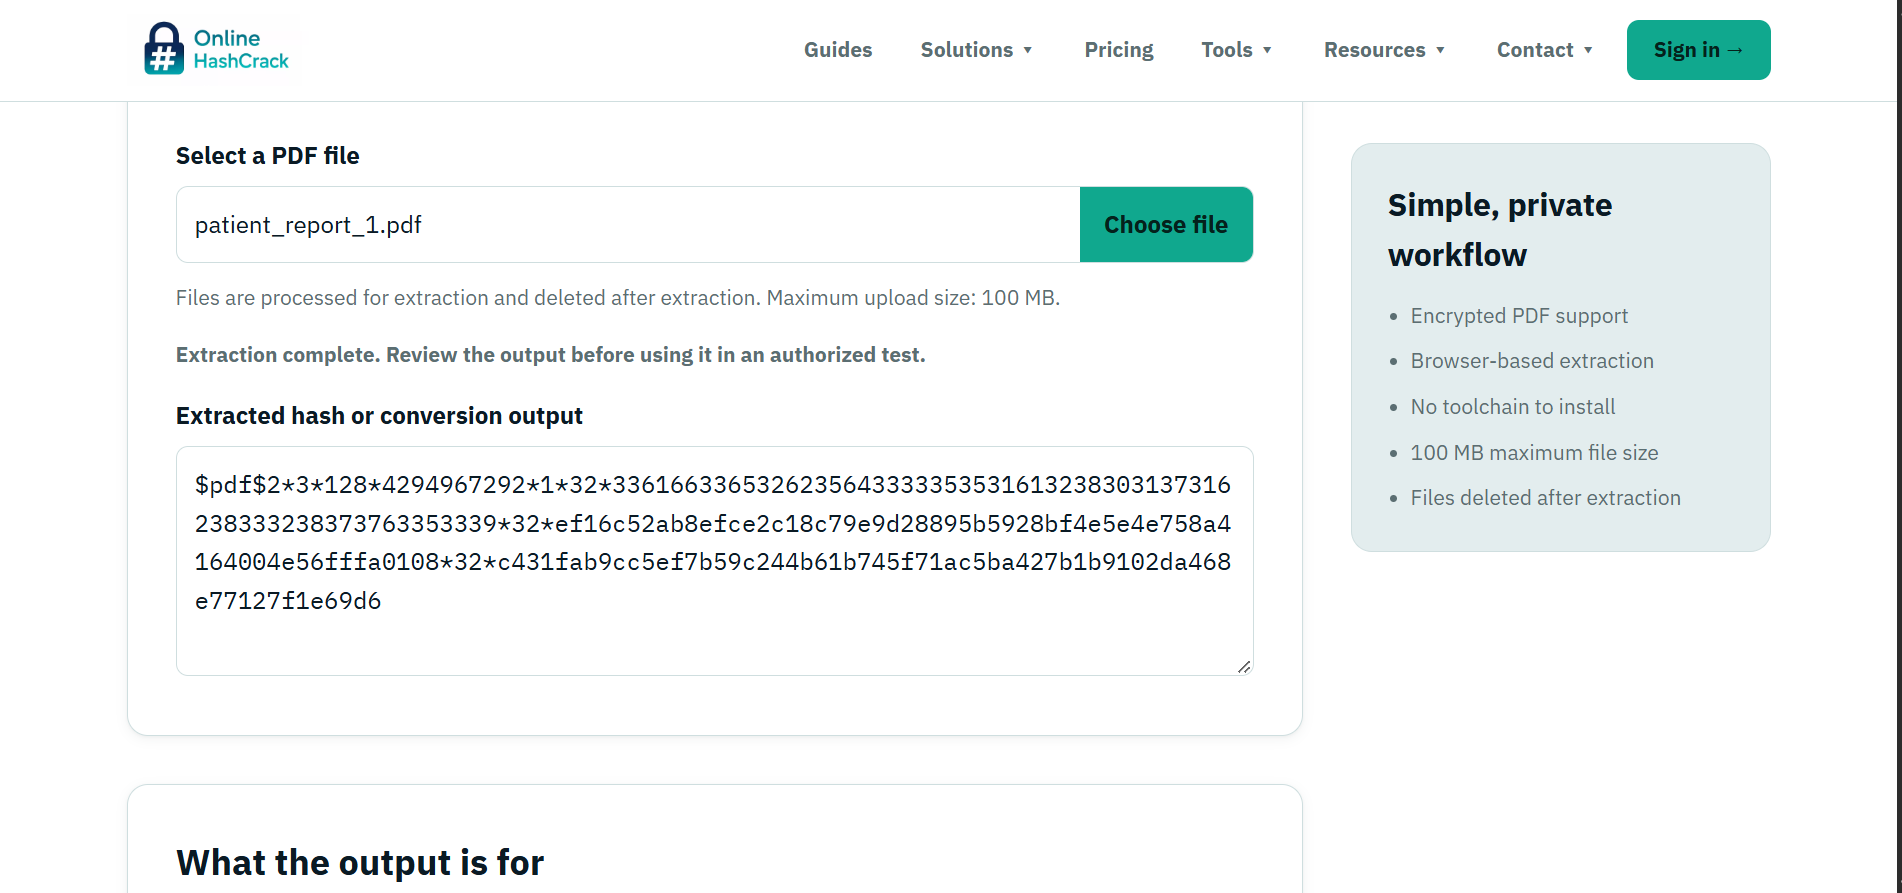 Online
HashCrack
Guides
Solutions ▼
Pricing
Tools ▼
Resources ▼
Contact ▼
Sign in →
Select a PDF file
patient_report_1.pdf
Choose file
Files are processed for extraction and deleted after extraction. Maximum upload size: 100 MB.
Extraction complete. Review the output before using it in an authorized test.
Extracted hash or conversion output
$pdf$2*3*128*4294967292*1*32*3361663365326235643333353531613238303137316
238333238373763353339*32*ef16c52ab8efce2c18c79e9d28895b5928bf4e5e4e758a4
164004e56fffa0108*32*c431fab9cc5ef7b59c244b61b745f71ac5ba427b1b9102da468
e77127f1e69d6
What the output is for
Simple, private
workflow
• Encrypted PDF support
• Browser-based extraction
• No toolchain to install
• 100 MB maximum file size
• Files deleted after extraction